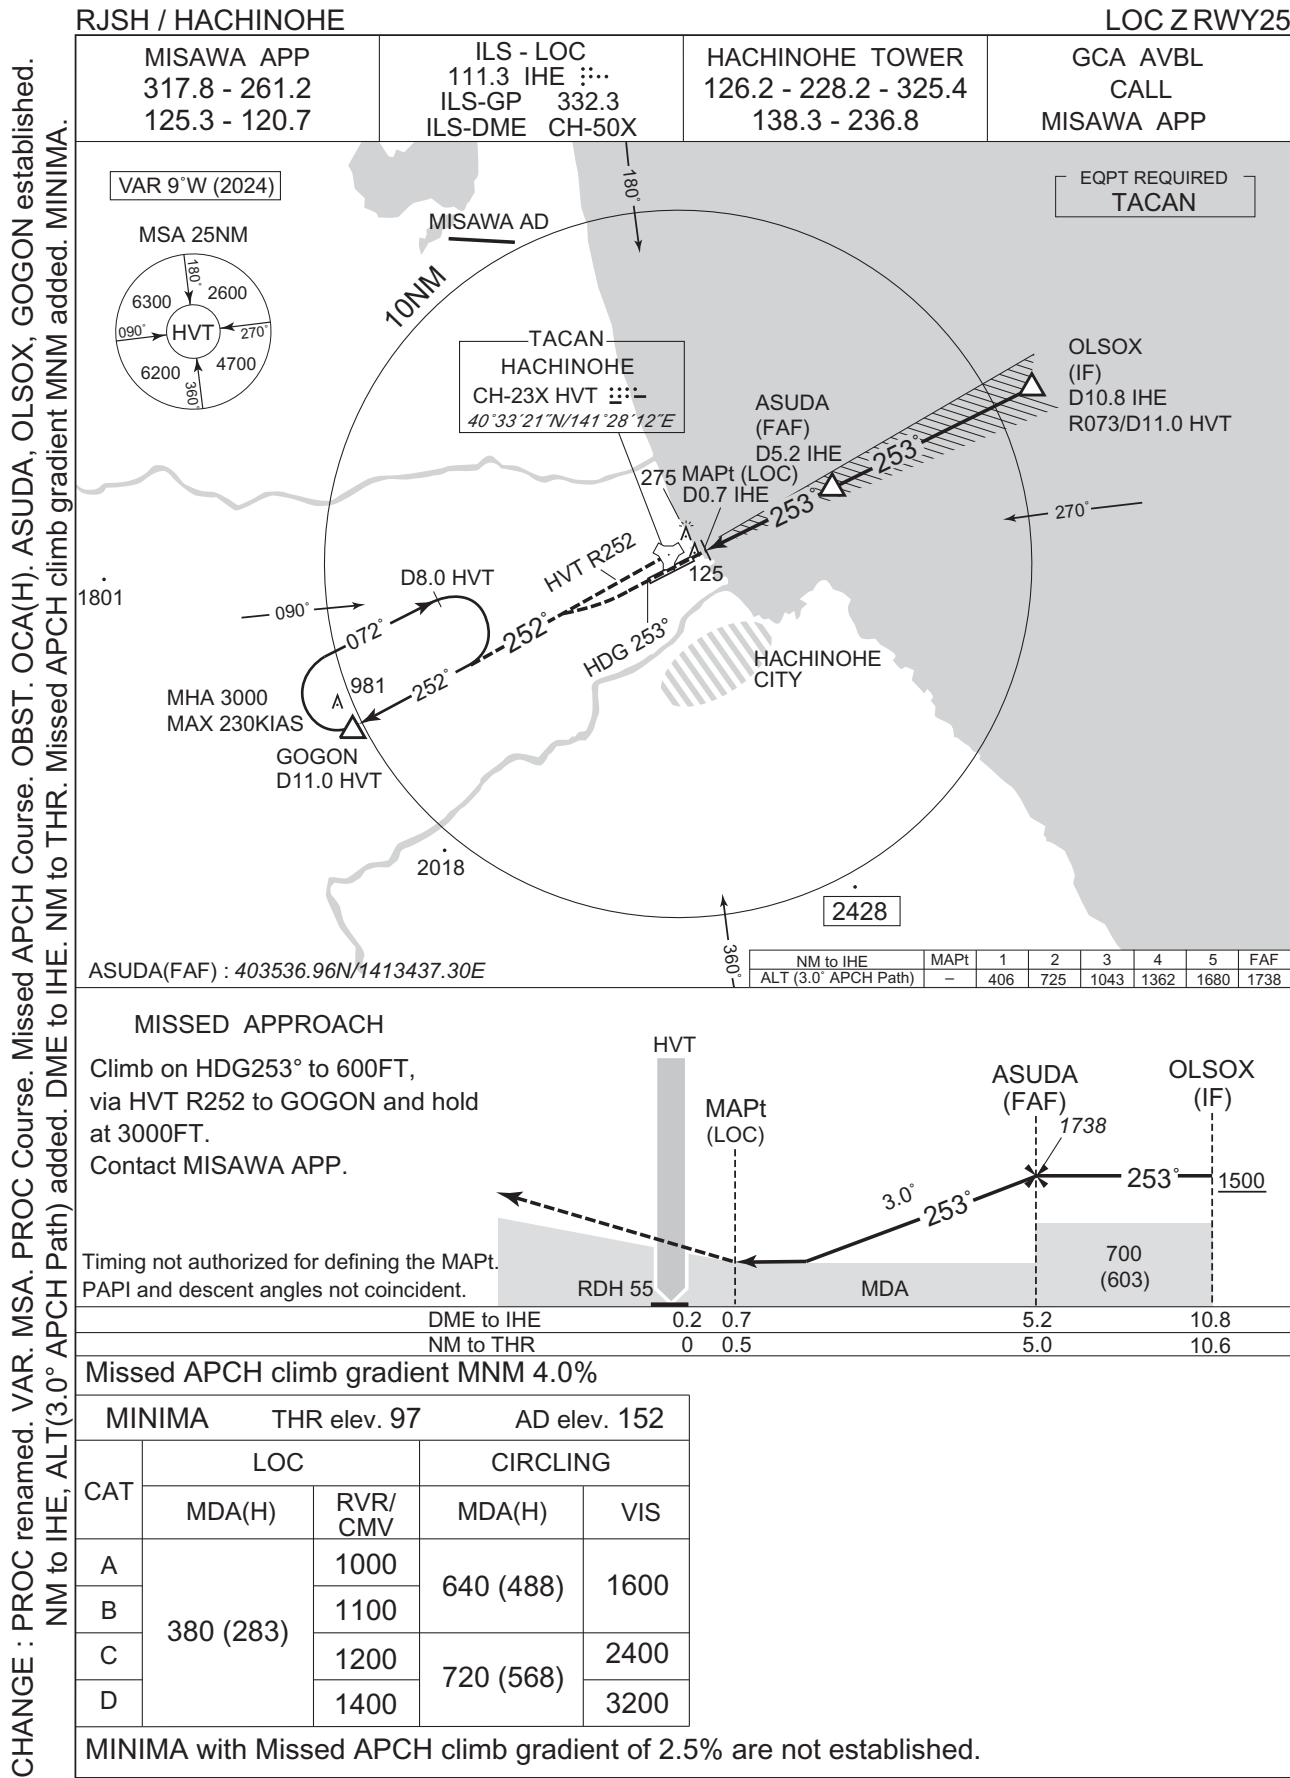 RJSH / HACHINOHE
LOC Z RWY25
MISAWA APP
317.8 - 261.2
125.3 - 120.7
ILS - LOC
111.3 IHE
ILS-GP 332.3
ILS-DME CH-50X
HACHINOHE TOWER
126.2 - 228.2 - 325.4
138.3 - 236.8
GCA AVBL
CALL
MISAWA APP
VAR 9°W (2024)
MSA 25NM
180°
6300
2600
090°
HVT
270°
6200
4700
360°
MISAWA AD
10NM
180°
EQPT REQUIRED
TACAN
TACAN
HACHINOHE
CH-23X HVT
40°33′21″N/141°28′12″E
OLSOX
(IF)
D10.8 IHE
R073/D11.0 HVT
ASUDA
(FAF)
D5.2 IHE
253°
275
MAPt (LOC)
D0.7 IHE
253°
270°
HVT R252
125
D8.0 HVT
1801
090°
072°
252°
HDG 253°
HACHINOHE
CITY
981
252°
MHA 3000
MAX 230KIAS
GOGON
D11.0 HVT
2018
2428
360°
ASUDA(FAF) : 403536.96N/1413437.30E
NM to IHE MAPt 1 2 3 4 5 FAF
ALT (3.0° APCH Path) – 406 725 1043 1362 1680 1738
MISSED APPROACH
Climb on HDG253° to 600FT,
via HVT R252 to GOGON and hold
at 3000FT.
Contact MISAWA APP.
HVT
MAPt
(LOC)
ASUDA
(FAF)
1738
OLSOX
(IF)
3.0°
253°
253°
1500
700
(603)
Timing not authorized for defining the MAPt.
PAPI and descent angles not coincident.
RDH 55
MDA
DME to IHE 0.2 0.7 5.2 10.8
NM to THR 0 0.5 5.0 10.6
Missed APCH climb gradient MNM 4.0%
MINIMA THR elev. 97 AD elev. 152
CAT LOC CIRCLING
MDA(H) RVR/CMV MDA(H) VIS
A 380 (283) 1000 640 (488) 1600
B 1100
C 1200 720 (568) 2400
D 1400 3200
MINIMA with Missed APCH climb gradient of 2.5% are not established.
CHANGE : PROC renamed. VAR. MSA. PROC Course. Missed APCH Course. OBST. OCA(H). ASUDA, OLSOX, GOGON established.
NM to IHE, ALT(3.0° APCH Path) added. DME to IHE. NM to THR. Missed APCH climb gradient MNM added. MINIMA.